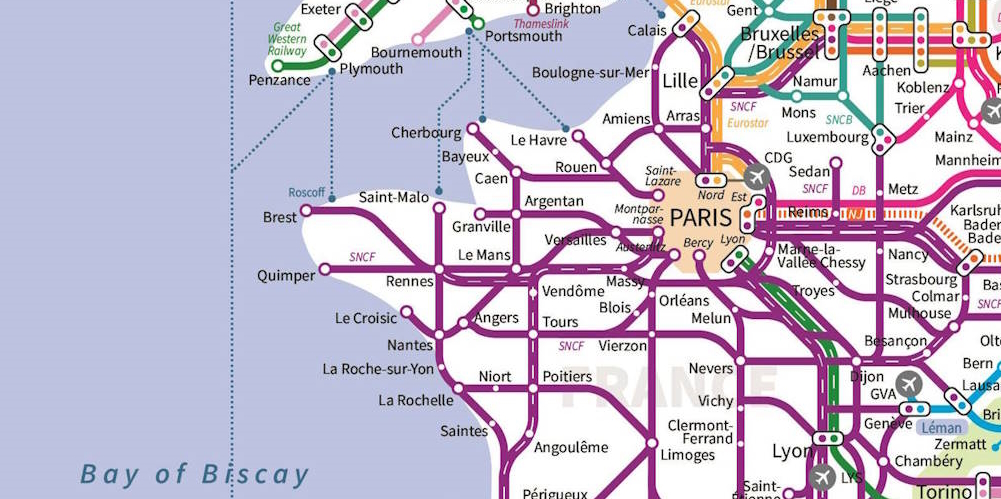 Exeter
Great
Western
Railway
Penzance
Plymouth
Bournemouth
Thameslink
Brighton
Portsmouth
Calais
Eurostar
Gent
Bruxelles
/Brussel
Liège
Boulogne-sur-Mer
Lille
Namur
Aachen
Koblenz
SNCF
Mons
SNCB
Trier
Amiens
Arras
Eurostar
Luxembourg
Mainz
Cherbourg
Le Havre
Bayeux
Rouen
CDG
Sedan
Mannheim
Caen
Saint-
Lazare
Nord
Est
SNCF
DB
Metz
Roscoff
Saint-Malo
Argentan
Montpar-
nasse
PARIS
Reims
NJ
Brest
Granville
Versailles
Austerlitz
Bercy
Lyon
Marne-la-
Vallée Chessy
Nancy
SNCF
Le Mans
Quimper
Rennes
Massy
Strasbourg
Colmar
Vendôme
Blois
Orléans
Troyes
Le Croisic
Angers
Tours
Melun
Mulhouse
SNCF
Nantes
SNCF
Vierzon
Besançon
La Roche-sur-Yon
Niort
Poitiers
Nevers
FRANCE
Dijon
GVA
Bern
La Rochelle
Vichy
Genève
Léman
Saintes
Clermont-
Ferrand
Angoulême
Limoges
Lyon
Zermatt
Chambéry
Bay of Biscay
LYS
Périgueux
Saint-
Étienne
Torino